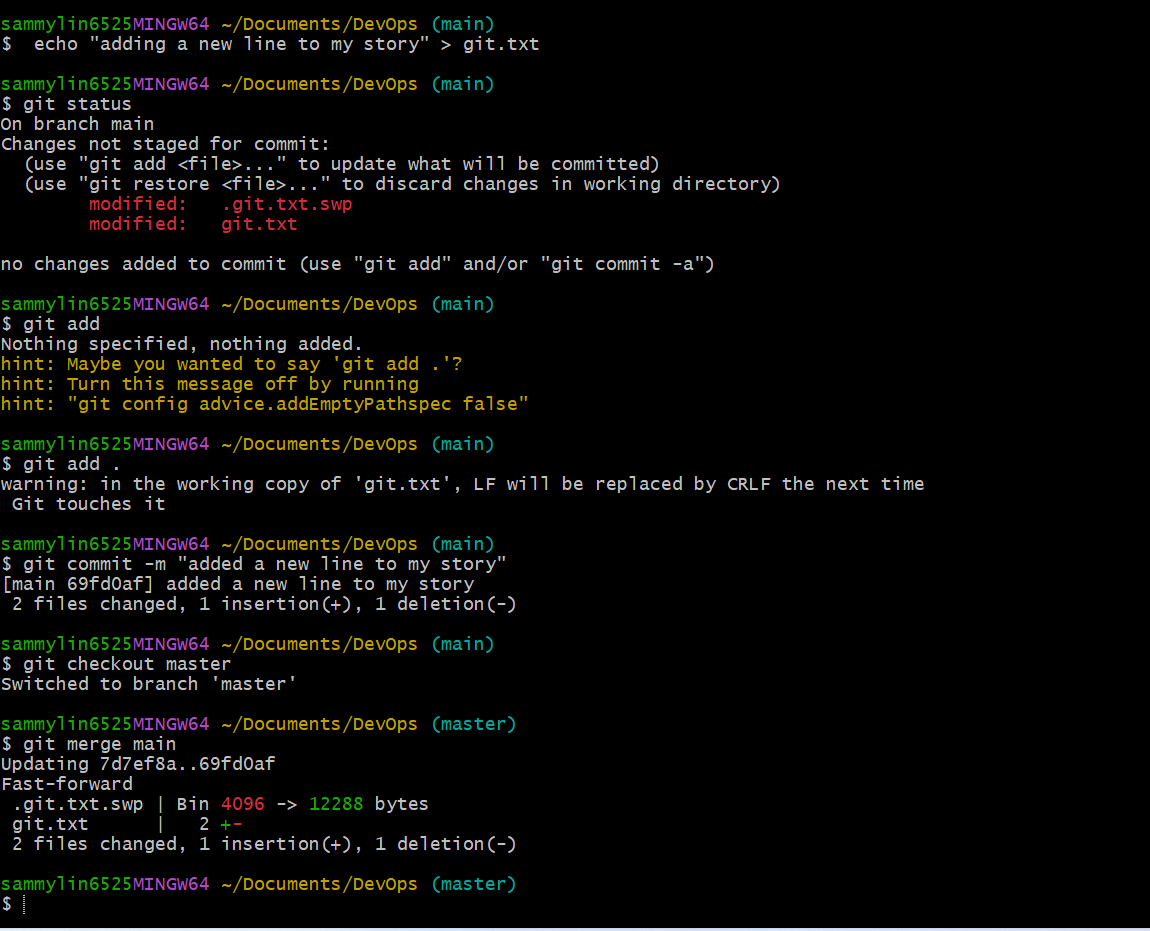 sammylin6525MINGW64 ~/Documents/DevOps (main)
$  echo "adding a new line to my story" > git.txt
sammylin6525MINGW64 ~/Documents/DevOps (main)
$ git status
On branch main
Changes not staged for commit:
  (use "git add <file>..." to update what will be committed)
  (use "git restore <file>..." to discard changes in working directory)
        modified:   .git.txt.swp
        modified:   git.txt
no changes added to commit (use "git add" and/or "git commit -a")
sammylin6525MINGW64 ~/Documents/DevOps (main)
$ git add
Nothing specified, nothing added.
hint: Maybe you wanted to say 'git add .'?
hint: Turn this message off by running
hint: "git config advice.addEmptyPathspec false"
sammylin6525MINGW64 ~/Documents/DevOps (main)
$ git add .
warning: in the working copy of 'git.txt', LF will be replaced by CRLF the next time
 Git touches it
sammylin6525MINGW64 ~/Documents/DevOps (main)
$ git commit -m "added a new line to my story"
[main 69fd0af] added a new line to my story
 2 files changed, 1 insertion(+), 1 deletion(-)
sammylin6525MINGW64 ~/Documents/DevOps (main)
$ git checkout master
Switched to branch 'master'
sammylin6525MINGW64 ~/Documents/DevOps (master)
$ git merge main
Updating 7d7ef8a..69fd0af
Fast-forward
 .git.txt.swp | Bin 4096 -> 12288 bytes
 git.txt      |   2 +-
 2 files changed, 1 insertion(+), 1 deletion(-)
sammylin6525MINGW64 ~/Documents/DevOps (master)
$